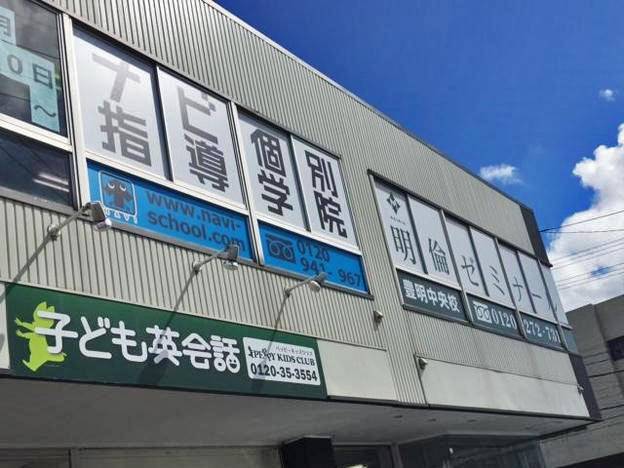 月
0日
～
ナビ個別
指導学院
www.navi-
school.com
0120
941-967
明倫ゼミナール
豊明中央校
0120
子ども英会話
ペッピーキッズクラブ
PEPPY KIDS CLUB
0120-35-3554